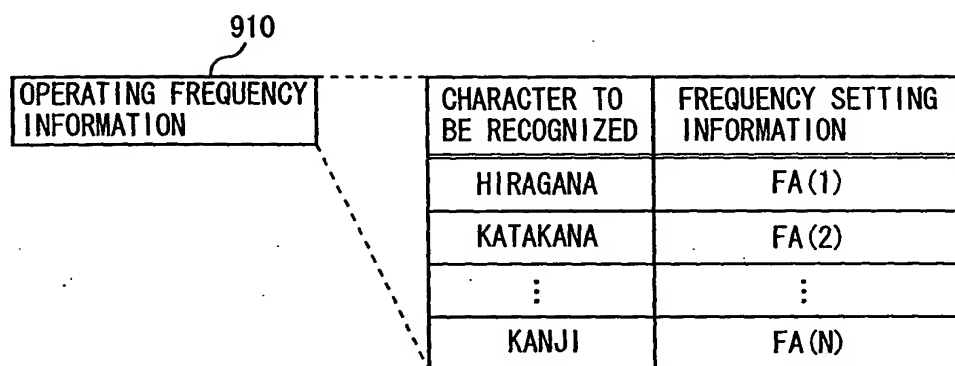 910
OPERATING FREQUENCY
INFORMATION
CHARACTER TO
BE RECOGNIZED
FREQUENCY SETTING
INFORMATION
HIRAGANA
FA(1)
KATAKANA
FA(2)
⋮
⋮
KANJI
FA(N)